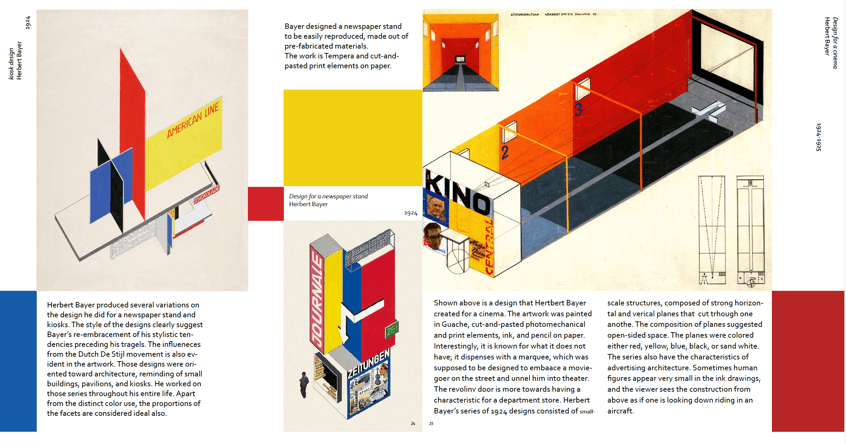 1924
kiosk design
Herbert Bayer
AMERICAN LINE
Bayer designed a newspaper stand
to be easily reproduced, made out of
pre-fabricated materials.
The work is Tempera and cut-and-
pasted print elements on paper.
Design for a newspaper stand
Herbert Bayer
1924
JOURNALE
ZEITUNGEN
Herbert Bayer produced several variations on
the design he did for a newspaper stand and
kiosks. The style of the designs clearly suggest
Bayer's re-embracement of his stylistic ten-
dencies preceding his tragels. The influeneces
from the Dutch De Stijl movement is also ev-
ident in the artwork. Those designs were ori-
ented toward architecture, reminding of small
buildings, pavilions, and kiosks. He worked on
those series throughout his entire life. Apart
from the distinct color use, the proportions of
the facets are considered ideal also.
24
25
2
3
KINO
CENTRAL
Shown above is a design that Hertbert Bayer
created for a cinema. The artwork was painted
in Guache, cut-and-pasted photomechanical
and print elements, ink, and pencil on paper.
Interestingly, it is known for what it does not
have; it dispenses with a marquee, which was
supposed to be designed to embaace a movie-
goer on the street and unnel him into theater.
The revolinv door is more towards having a
characteristic for a department store. Herbert
Bayer's series of 1924 designs consisted of small-
scale structures, composed of strong horizon-
tal and verical planes that cut trhough one
anothe. The composition of planes suggested
open-sided space. The planes were colored
either red, yellow, blue, black, or sand white.
The series also have the characteristics of
advertising architecture. Sometimes human
figures appear very small in the ink drawings,
and the viewer sees the construction from
above as if one is looking down riding in an
aircraft.
Design for a cinema
Herbert Bayer
1924-1925